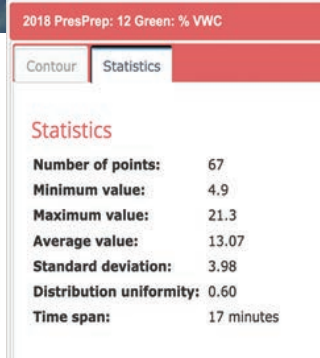 2018 PresPrep: 12 Green: % VWC
Contour Statistics
Statistics
Number of points: 67
Minimum value: 4.9
Maximum value: 21.3
Average value: 13.07
Standard deviation: 3.98
Distribution uniformity: 0.60
Time span: 17 minutes